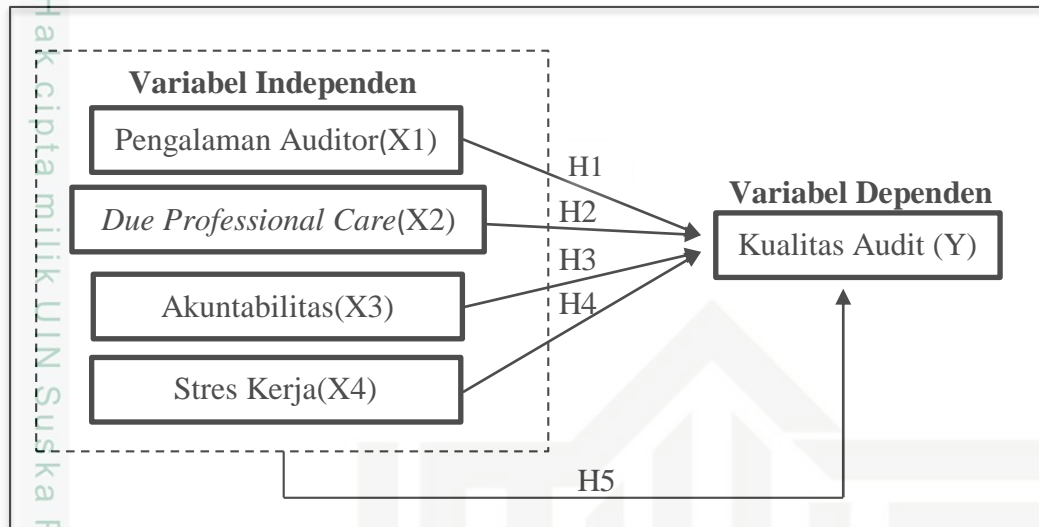 Hak cipta milik UIN Suska
Variabel Independen
Pengalaman Auditor(X1)
Due Professional Care(X2)
Akuntabilitas(X3)
Stres Kerja(X4)
H1
H2
H3
H4
Variabel Dependen
Kualitas Audit (Y)
H5